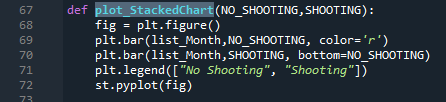 67 def plot_StackedChart(NO_SHOOTING,SHOOTING):
68 fig = plt.figure()
69 plt.bar(list_Month,NO_SHOOTING, color='r')
70 plt.bar(list_Month,SHOOTING, bottom=NO_SHOOTING)
71 plt.legend(["No Shooting", "Shooting"])
72 st.pyplot(fig)